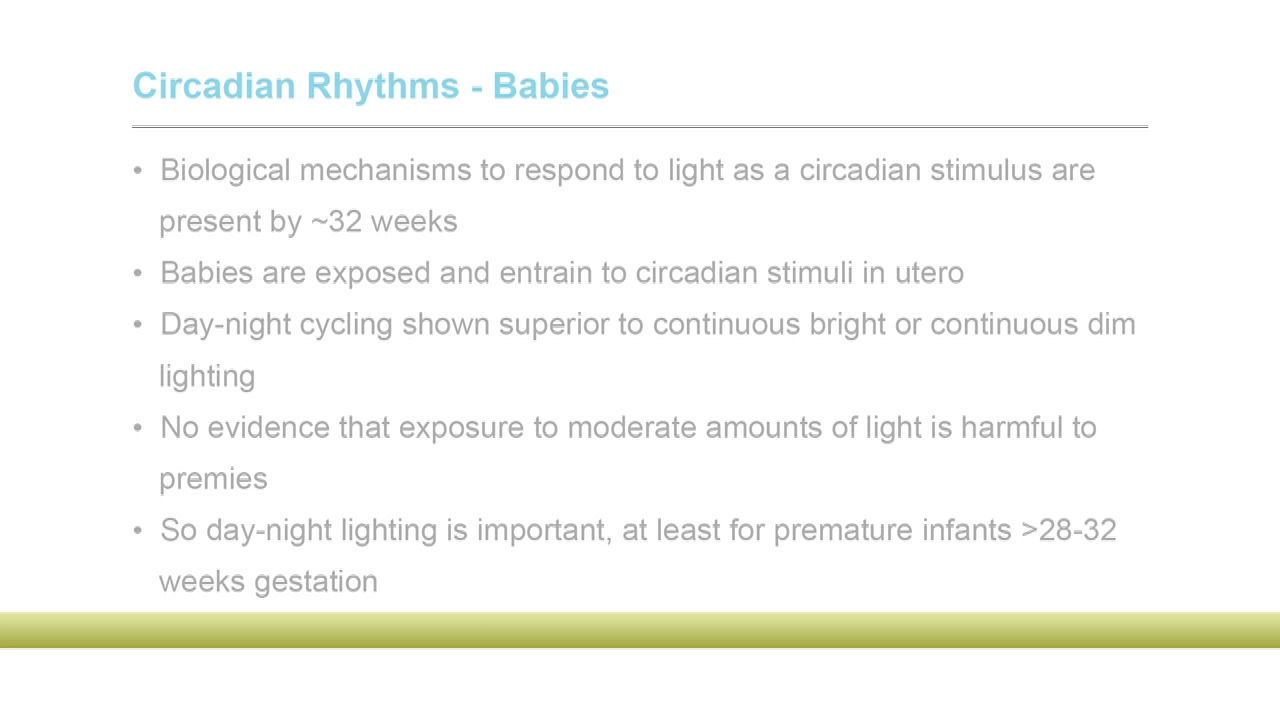 Circadian Rhythms - Babies
• Biological mechanisms to respond to light as a circadian stimulus are
present by ~32 weeks
• Babies are exposed and entrain to circadian stimuli in utero
• Day-night cycling shown superior to continuous bright or continuous dim
lighting
• No evidence that exposure to moderate amounts of light is harmful to
premies
• So day-night lighting is important, at least for premature infants >28-32
weeks gestation